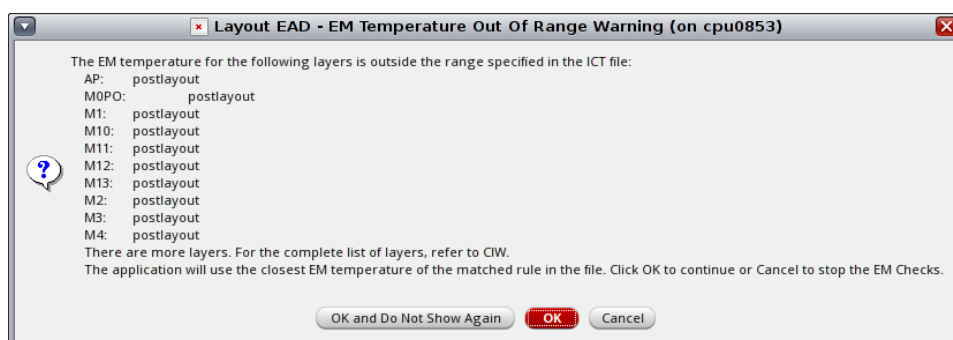 Layout EAD - EM Temperature Out Of Range Warning (on cpu0853)
The EM temperature for the following layers is outside the range specified in the ICT file:
AP: postlayout
M0PO: postlayout
M1: postlayout
M10: postlayout
M11: postlayout
M12: postlayout
M13: postlayout
M2: postlayout
M3: postlayout
M4: postlayout
There are more layers. For the complete list of layers, refer to CIW.
The application will use the closest EM temperature of the matched rule in the file. Click OK to continue or Cancel to stop the EM Checks.
OK and Do Not Show Again OK Cancel